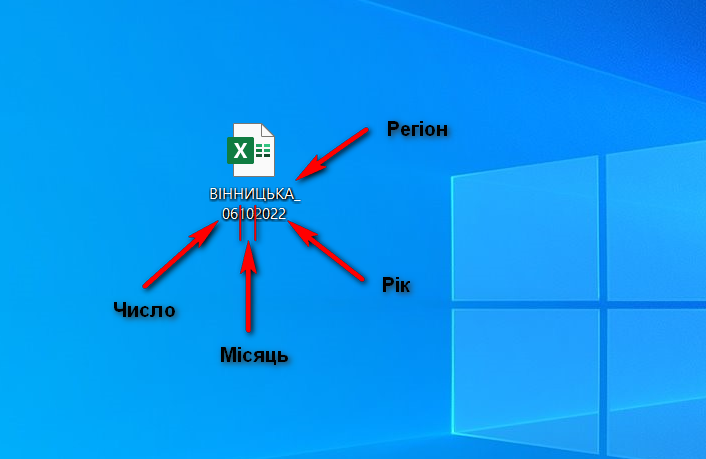 Регіон
X
ВІННИЦЬКА_
06102022
Рік
Число
Місяць